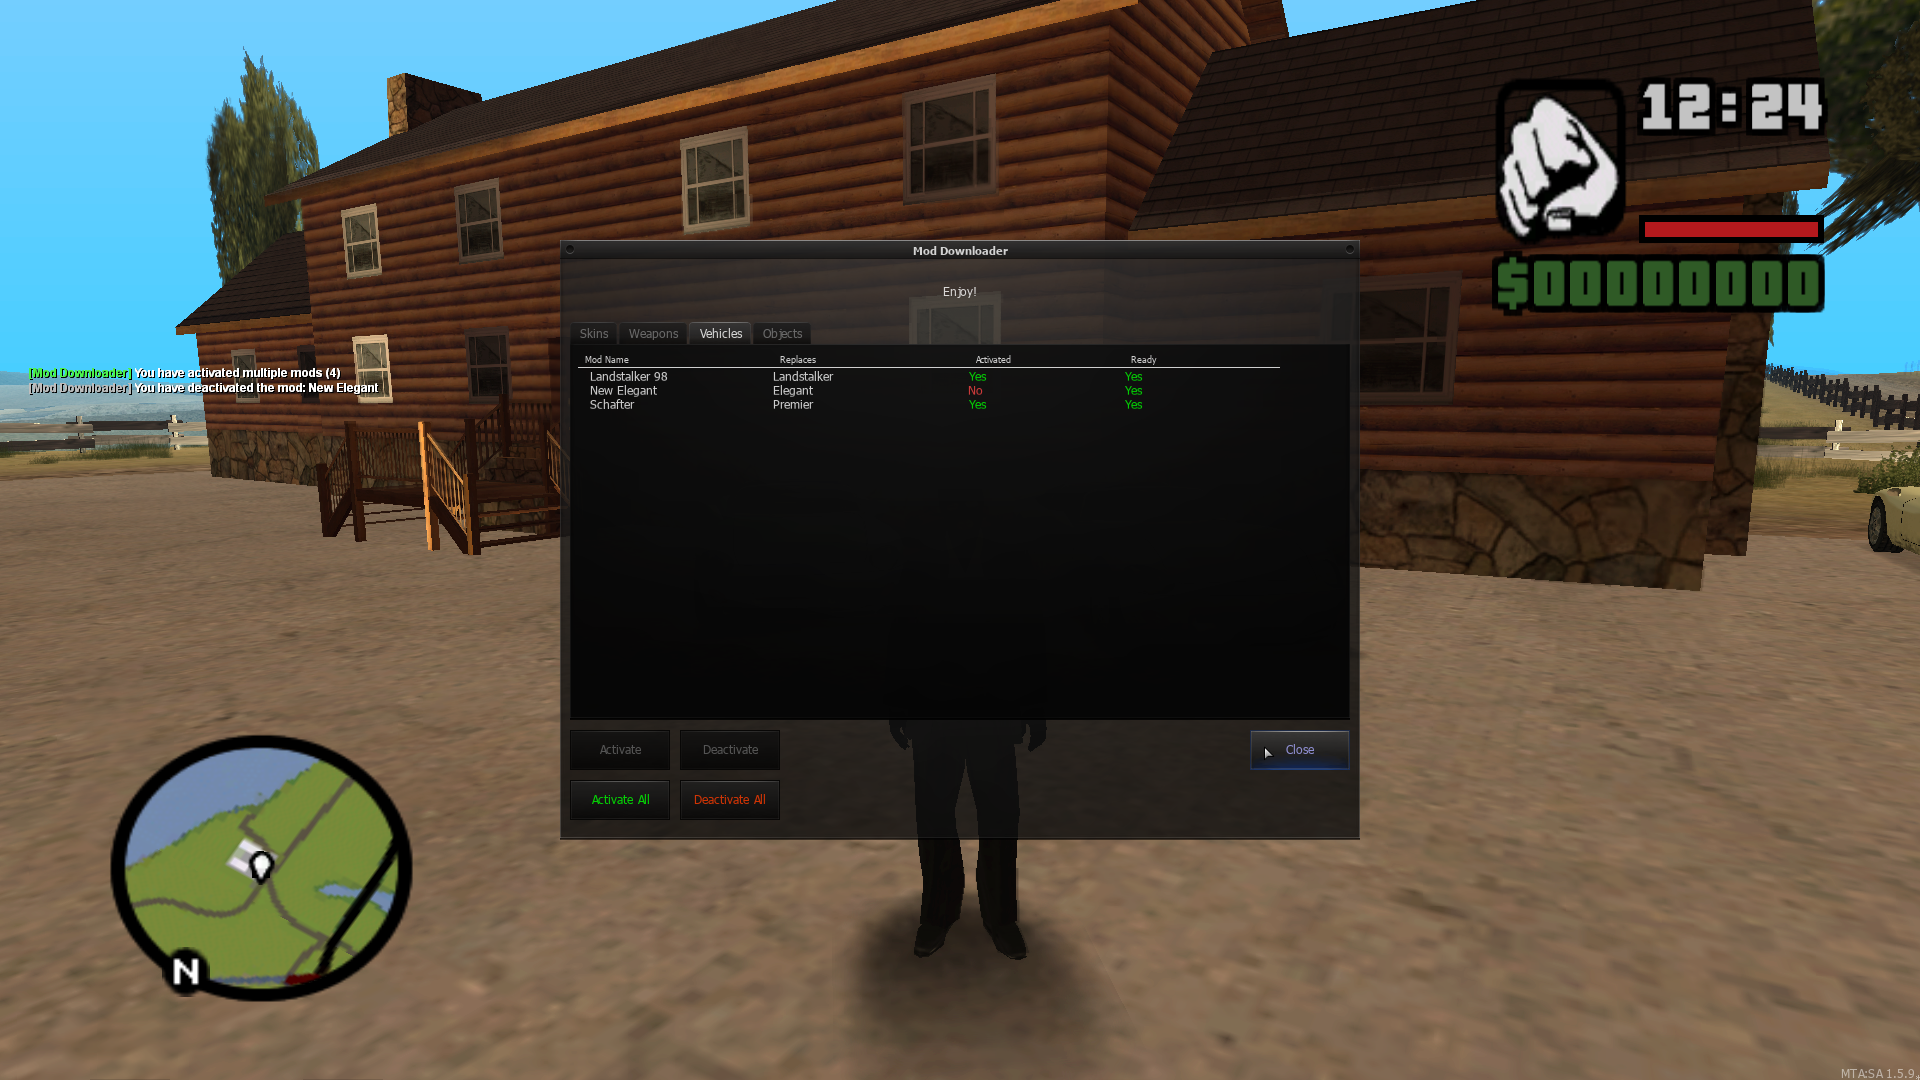 12:24
$00000000
Mod Downloader
Enjoy!
Skins Weapons Vehicles Objects
Mod Name Replaces Activated Ready
Landstalker 98 Landstalker Yes Yes
New Elegant Elegant No Yes
Schafter Premier Yes Yes
[Mod Downloader] You have activated multiple mods (4)
[Mod Downloader] You have deactivated the mod: New Elegant
Activate Deactivate Close
Activate All Deactivate All
N
MTA:SA 1.5.9